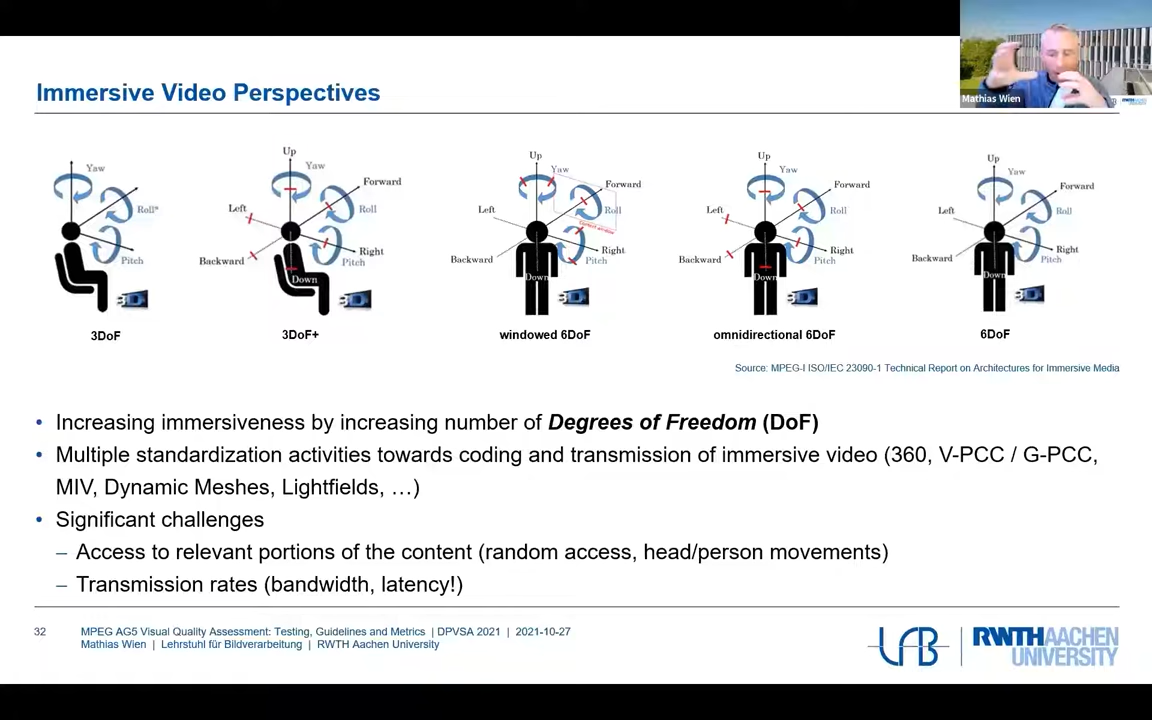 Mathias Wien
Immersive Video Perspectives
Yaw
Roll*
Pitch
3DoF
Up
Yaw
Forward
Left
Roll
Backward
Right
Pitch
Down
3DoF+
Up
Yaw
Forward
Left
Roll
Content window
Backward
Right
Pitch
Down
windowed 6DoF
Up
Yaw
Forward
Left
Roll
Backward
Right
Pitch
Down
omnidirectional 6DoF
Up
Yaw
Forward
Left
Roll
Backward
Right
Pitch
Down
6DoF
Source: MPEG-I ISO/IEC 23090-1 Technical Report on Architectures for Immersive Media
• Increasing immersiveness by increasing number of Degrees of Freedom (DoF)
• Multiple standardization activities towards coding and transmission of immersive video (360, V-PCC / G-PCC,
MIV, Dynamic Meshes, Lightfields, …)
• Significant challenges
– Access to relevant portions of the content (random access, head/person movements)
– Transmission rates (bandwidth, latency!)
32
MPEG AG5 Visual Quality Assessment: Testing, Guidelines and Metrics | DPVSA 2021 | 2021-10-27
Mathias Wien | Lehrstuhl für Bildverarbeitung | RWTH Aachen University
LfB
RWTH AACHEN
UNIVERSITY